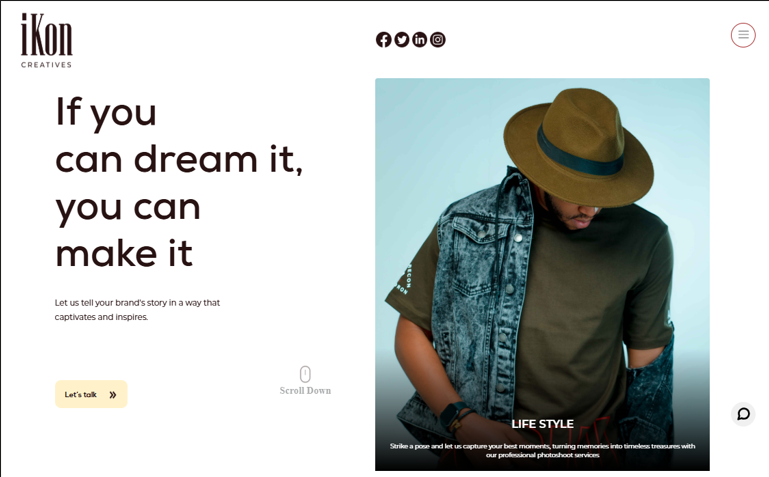 iKon
CREATIVES
If you
can dream it,
you can
make it
Let us tell your brand's story in a way that
captivates and inspires.
Let's talk
Scroll Down
LIFE STYLE
Strike a pose and let us capture your best moments, turning memories into timeless treasures with
our professional photoshoot services